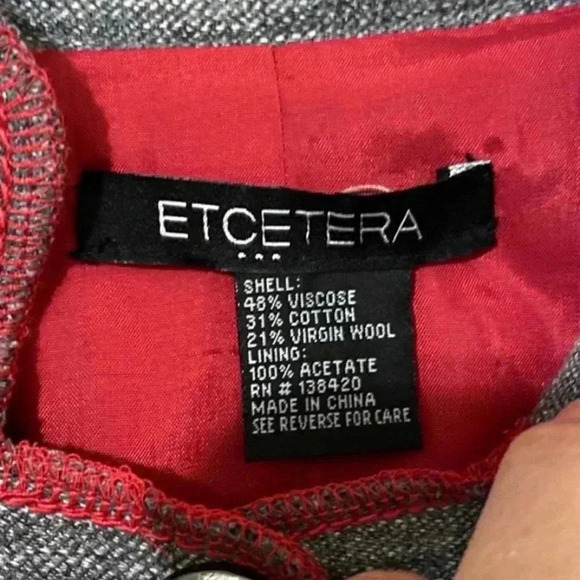 ETCETERA
...
SHELL:
48% VISCOSE
31% COTTON
21% VIRGIN WOOL
LINING:
100% ACETATE
RN # 138420
MADE IN CHINA
SEE REVERSE FOR CARE